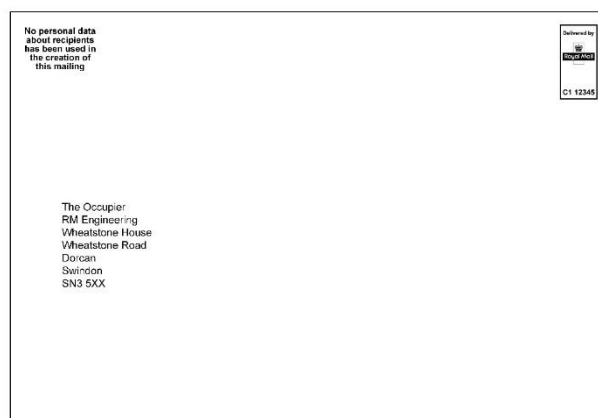 No personal data
about recipients
has been used in
the creation of
this mailing
Delivered by
Royal Mail
C1 12345
The Occupier
RM Engineering
Wheatstone House
Wheatstone Road
Dorcan
Swindon
SN3 5XX